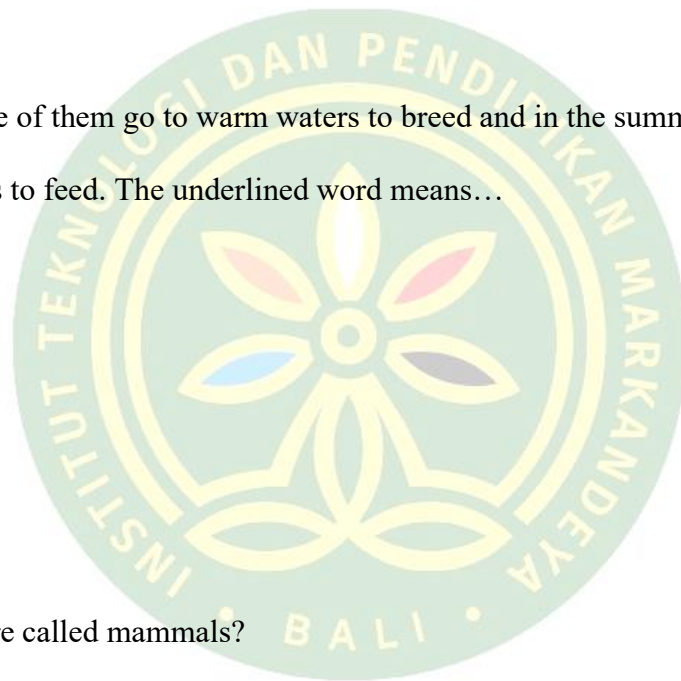 e of them go to warm waters to breed and in the summ
s to feed. The underlined word means…
re called mammals?
INSTITUT TEKNOLOGI DAN PENDIDIKAN MARKANDEYA
• BALI •